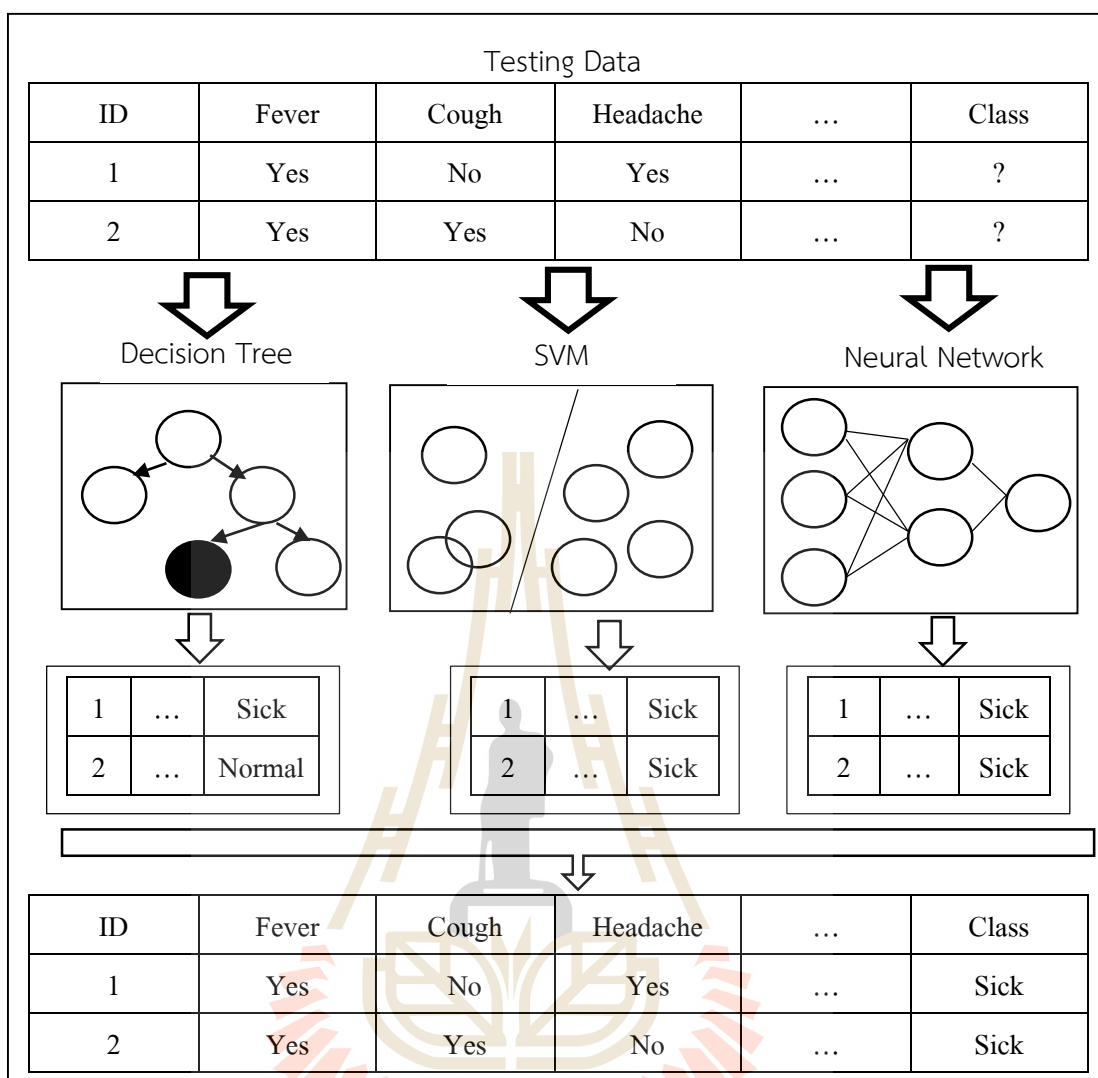 Testing Data
ID Fever Cough Headache … Class
1 Yes No Yes … ?
2 Yes Yes No … ?
Decision Tree SVM Neural Network
1 … Sick 1 … Sick 1 … Sick
2 … Normal 2 … Sick 2 … Sick
ID Fever Cough Headache … Class
1 Yes No Yes … Sick
2 Yes Yes No … Sick